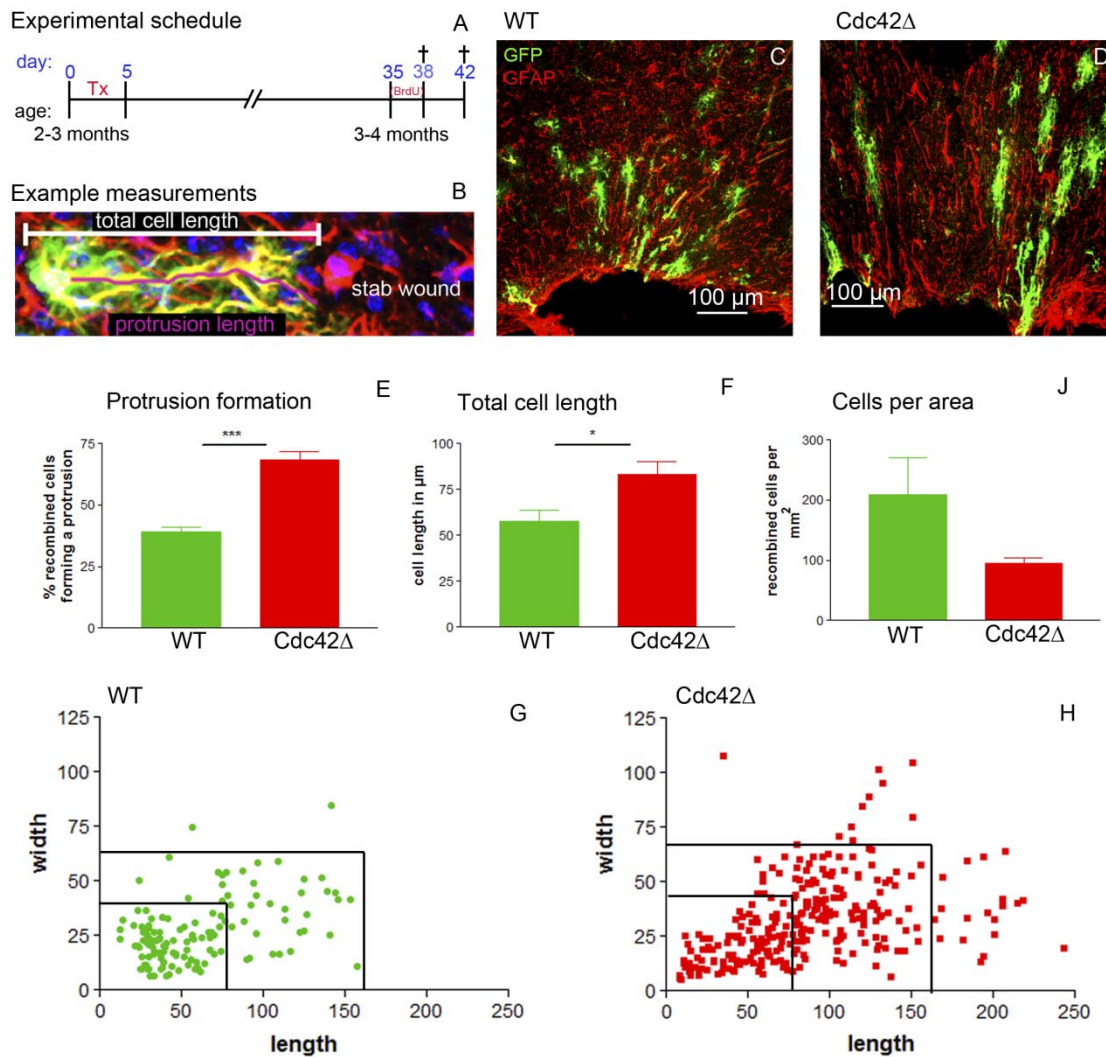 Experimental schedule
A
day:
0
5
35
38
42
Tx
(BrdU)
age:
2-3 months
3-4 months
Example measurements
B
total cell length
stab wound
protrusion length
WT
GFP
GFAP
C
100 µm
Cdc42Δ
D
100 µm
Protrusion formation
E
75
50
25
0
% recombined cells
forming a protrusion
***
WT
Cdc42Δ
Total cell length
F
100
75
50
25
0
cell length in µm
*
WT
Cdc42Δ
Cells per area
J
300
200
100
0
recombined cells per
mm²
WT
Cdc42Δ
WT
G
125
100
75
50
25
0
width
0
50
100
150
200
250
length
Cdc42Δ
H
125
100
75
50
25
0
width
0
50
100
150
200
250
length